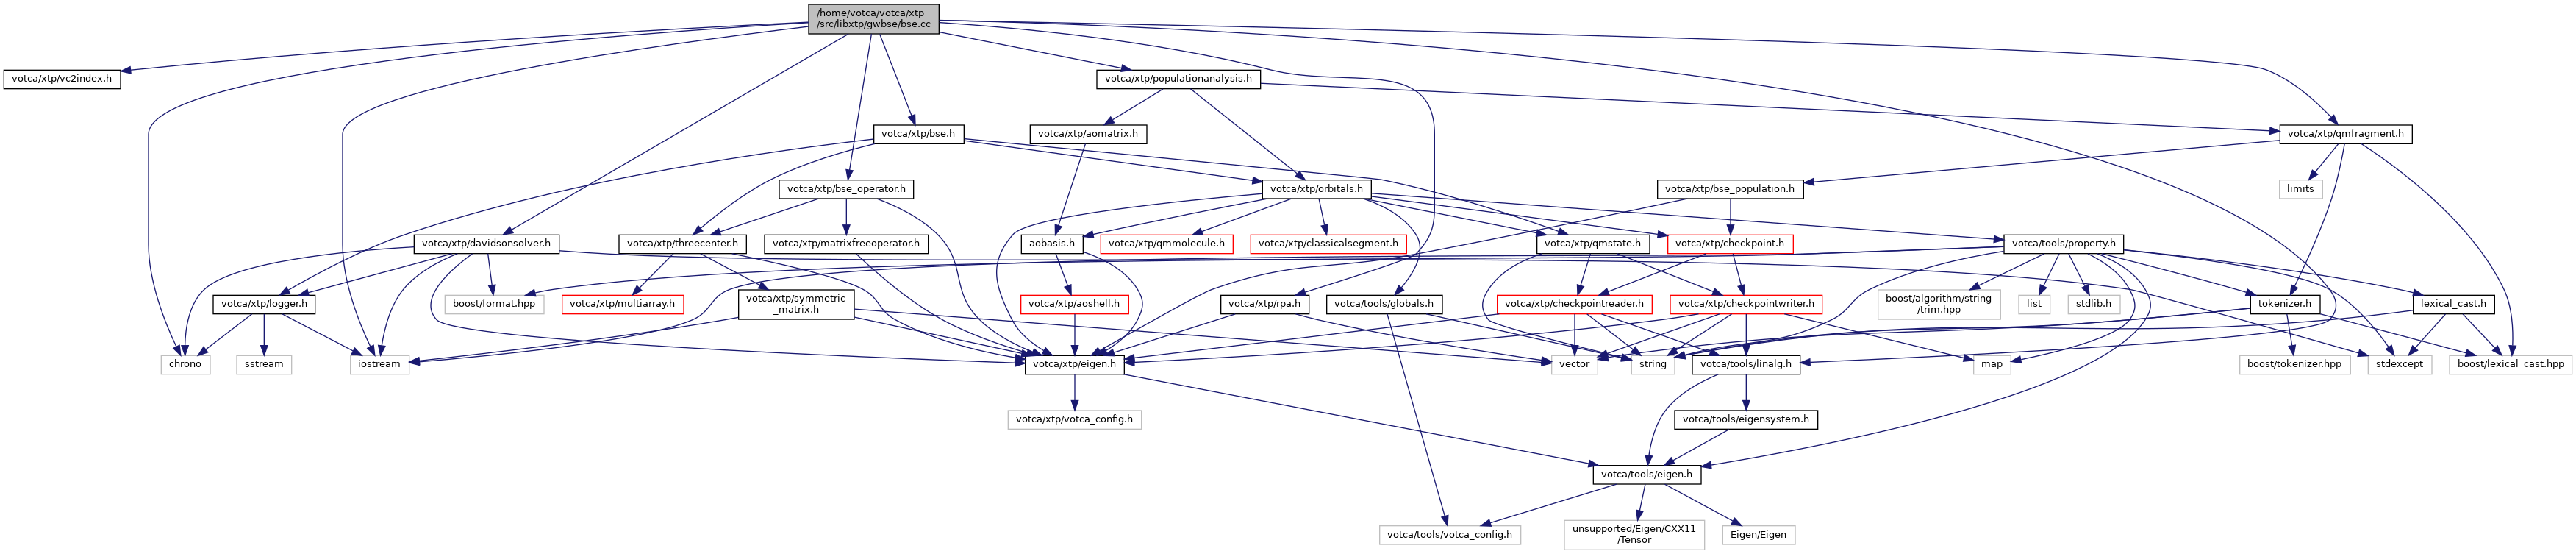 /home/votca/votca/xtp
/src/libxtp/gwbse/bse.cc
votca/xtp/vc2index.h
votca/xtp/populationanalysis.h
votca/xtp/bse.h
votca/xtp/aomatrix.h
votca/xtp/qmfragment.h
votca/xtp/bse_operator.h
votca/xtp/orbitals.h
votca/xtp/bse_population.h
limits
votca/xtp/davidsonsolver.h
votca/xtp/threecenter.h
votca/xtp/matrixfreeoperator.h
aobasis.h
votca/xtp/qmmolecule.h
votca/xtp/classicalsegment.h
votca/xtp/qmstate.h
votca/xtp/checkpoint.h
votca/tools/property.h
votca/xtp/logger.h
boost/format.hpp
votca/xtp/multiarray.h
votca/xtp/symmetric
_matrix.h
votca/xtp/aoshell.h
votca/xtp/rpa.h
votca/tools/globals.h
votca/xtp/checkpointreader.h
votca/xtp/checkpointwriter.h
boost/algorithm/string
/trim.hpp
list
stdlib.h
tokenizer.h
lexical_cast.h
chrono
sstream
iostream
votca/xtp/eigen.h
vector
string
votca/tools/linalg.h
map
boost/tokenizer.hpp
stdexcept
boost/lexical_cast.hpp
votca/xtp/votca_config.h
votca/tools/eigensystem.h
votca/tools/eigen.h
votca/tools/votca_config.h
unsupported/Eigen/CXX11
/Tensor
Eigen/Eigen